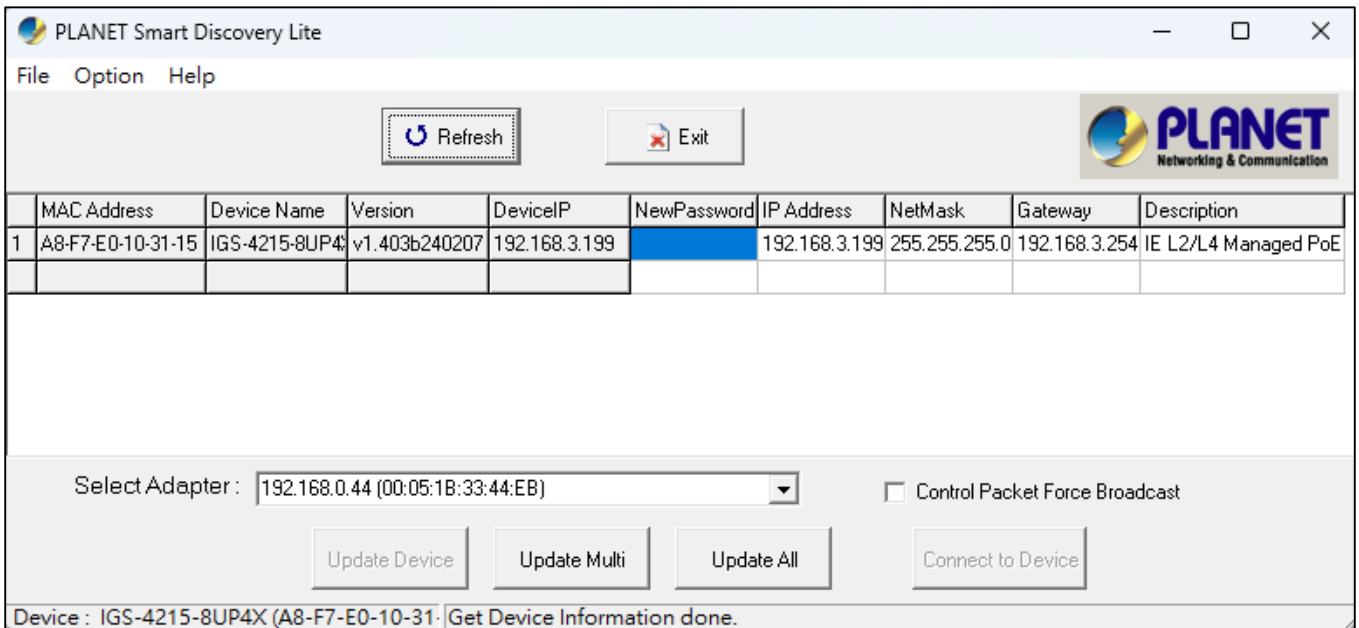 PLANET Smart Discovery Lite
File Option Help
Refresh Exit
PLANET
Networking & Communication
MAC Address Device Name Version DeviceIP NewPassword IP Address NetMask Gateway Description
1 A8-F7-E0-10-31-15 IGS-4215-8UP4 v1.403b240207 192.168.3.199 192.168.3.199 255.255.255.0 192.168.3.254 IE L2/L4 Managed PoE
Select Adapter : 192.168.0.44 (00:05:1B:33:44:EB) Control Packet Force Broadcast
Update Device Update Multi Update All Connect to Device
Device : IGS-4215-8UP4X (A8-F7-E0-10-31- Get Device Information done.